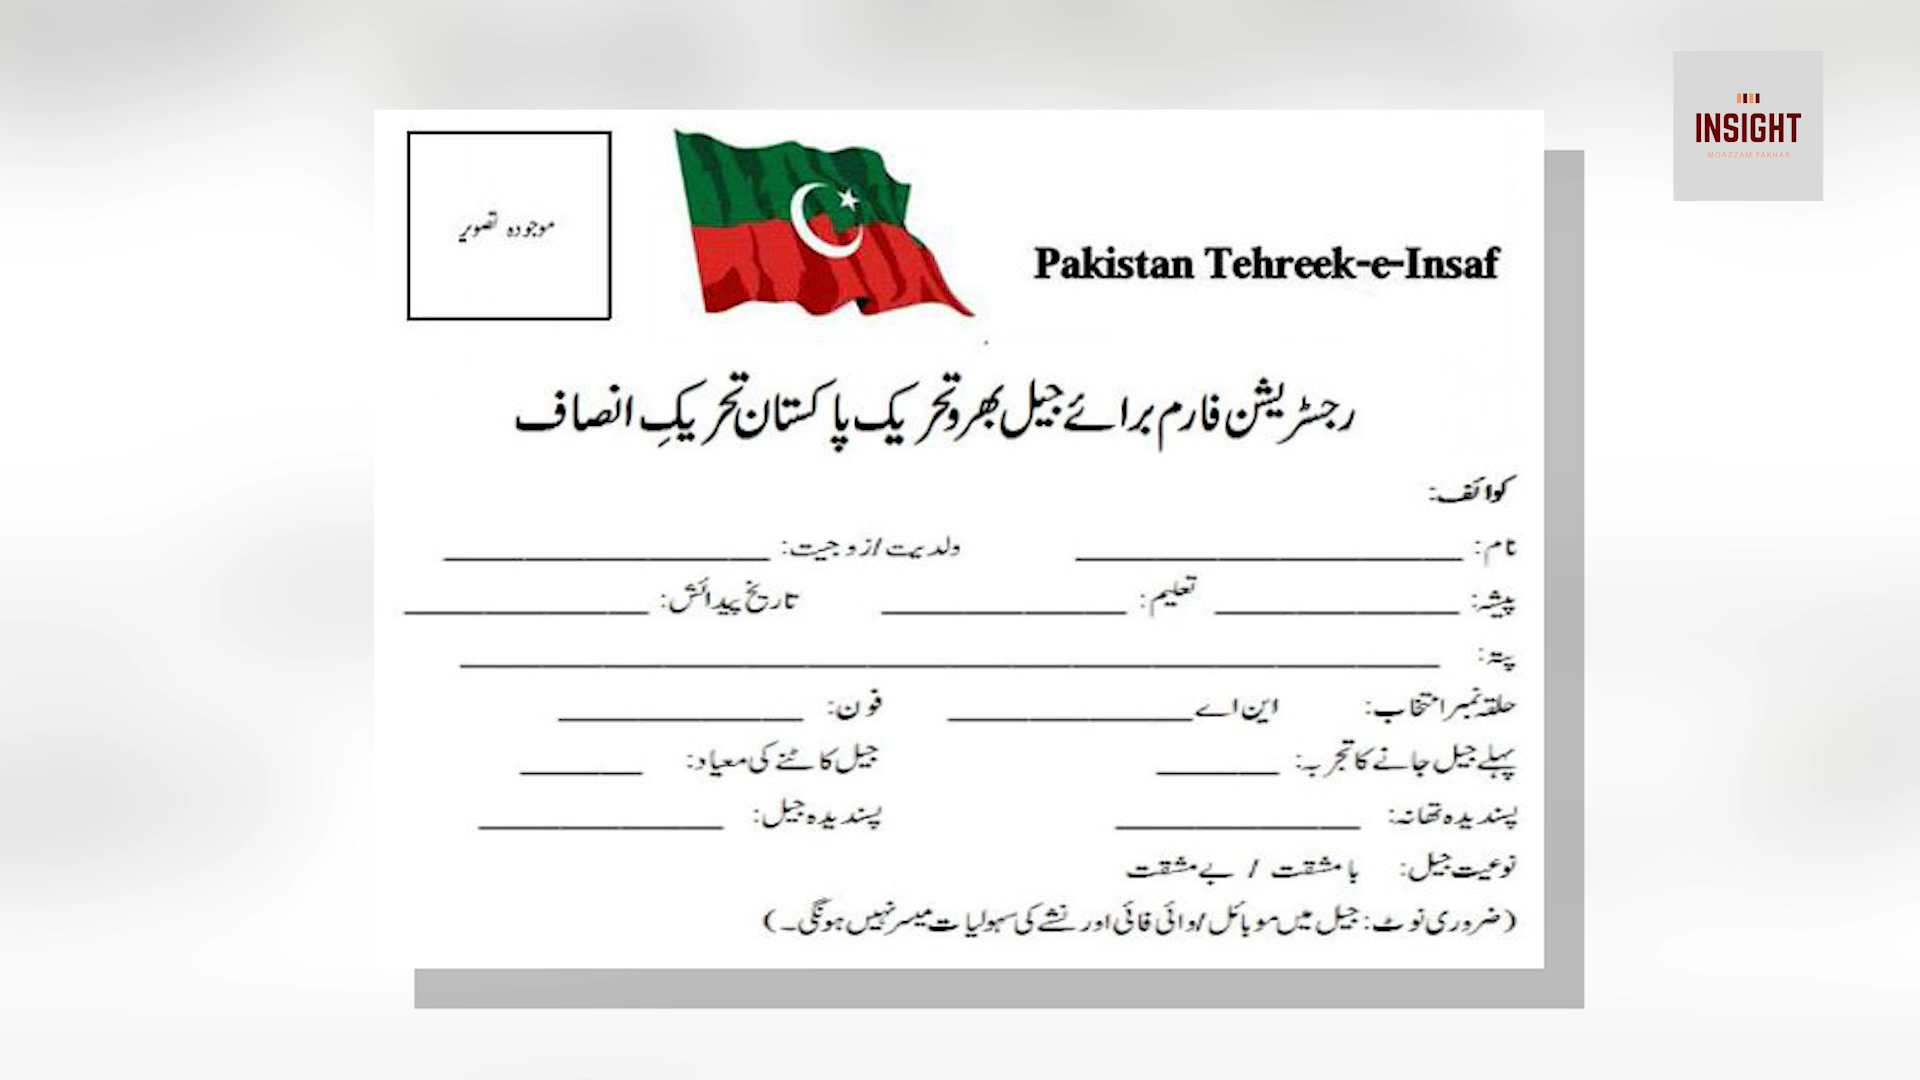 INSIGHT
MOAZZAM FAKHAR
موجودہ تصویر
Pakistan Tehreek-e-Insaf
رجسٹریشن فارم برائے جیل بھرو تحریک پاکستان تحریکِ انصاف
کوائف:
نام: ولدیت/زوجیت:
پیشہ: تعلیم: تاریخ پیدائش:
پتہ:
حلقہ نمبر انتخاب: این اے فون:
پہلے جیل جانے کا تجربہ: جیل کاٹنے کی معیاد:
پسندیدہ تھانہ: پسندیدہ جیل:
نوعیت جیل: با مشقت / بے مشقت
(ضروری نوٹ: جیل میں موبائل/وائی فائی اور نشے کی سہولیات میسر نہیں ہونگی۔)